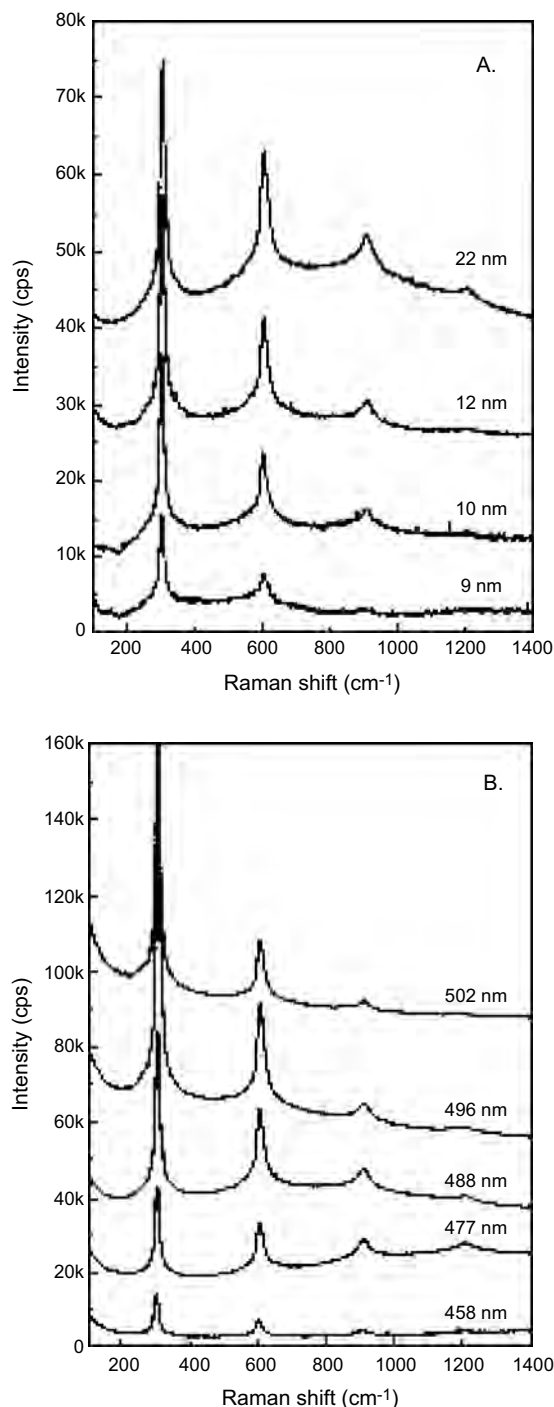 80k
A.
70k
60k
50k
22 nm
40k
30k
12 nm
20k
10 nm
10k
9 nm
0
200 400 600 800 1000 1200 1400
Intensity (cps)
Raman shift (cm-1)
160k
B.
140k
120k
100k
502 nm
80k
496 nm
60k
488 nm
40k
477 nm
20k
458 nm
0
200 400 600 800 1000 1200 1400
Intensity (cps)
Raman shift (cm-1)